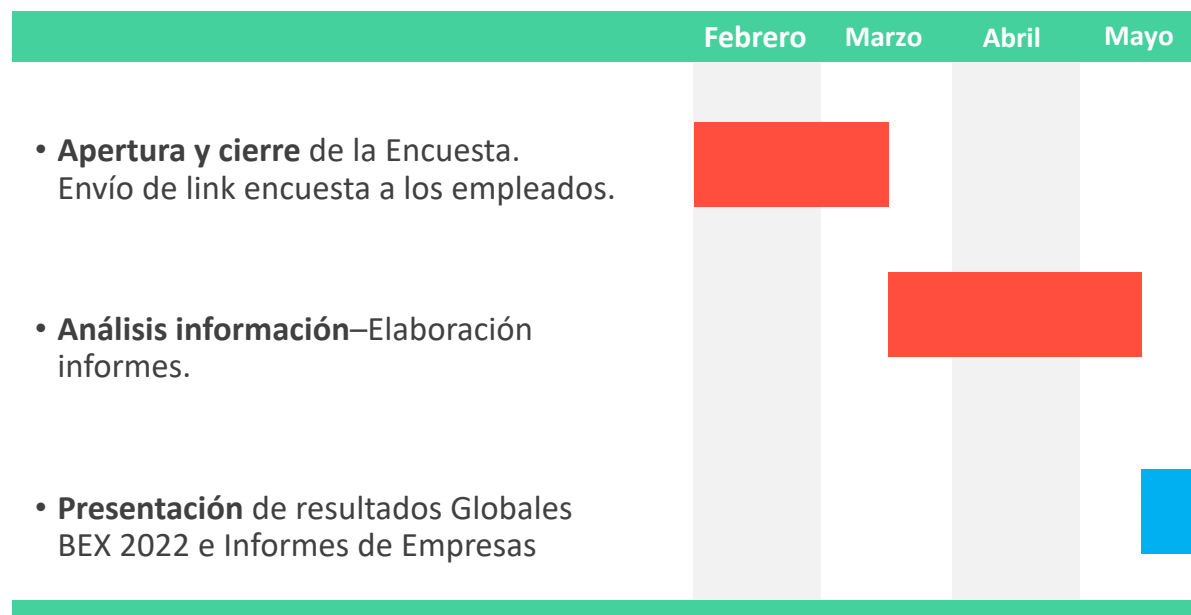 Febrero Marzo Abril Mayo
• Apertura y cierre de la Encuesta.
Envío de link encuesta a los empleados.
• Análisis información–Elaboración
informes.
• Presentación de resultados Globales
BEX 2022 e Informes de Empresas